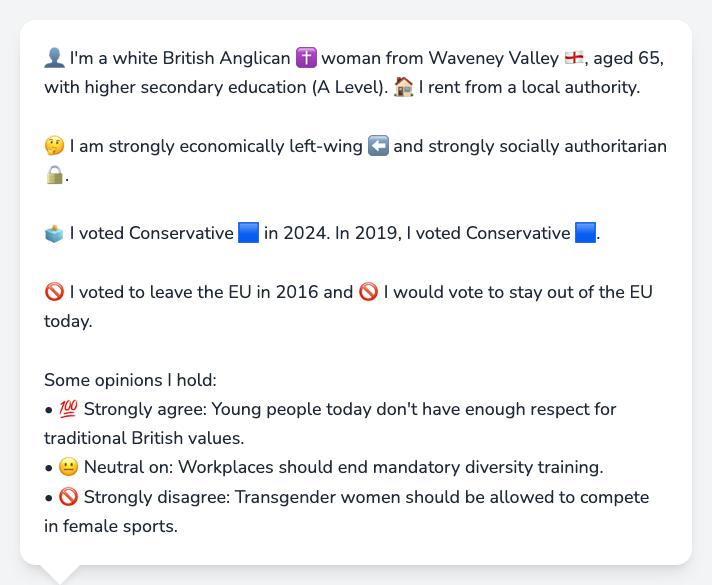 👤 I'm a white British Anglican ✝️ woman from Waveney Valley 🏴󠁧󠁢󠁥󠁮󠁧󠁿, aged 65,
with higher secondary education (A Level). 🏠 I rent from a local authority.
🤔 I am strongly economically left-wing ⬅️ and strongly socially authoritarian
🔒.
🗳️ I voted Conservative 🟦 in 2024. In 2019, I voted Conservative 🟦.
🚫 I voted to leave the EU in 2016 and 🚫 I would vote to stay out of the EU
today.
Some opinions I hold:
• 💯 Strongly agree: Young people today don't have enough respect for
traditional British values.
• 😐 Neutral on: Workplaces should end mandatory diversity training.
• 🚫 Strongly disagree: Transgender women should be allowed to compete
in female sports.